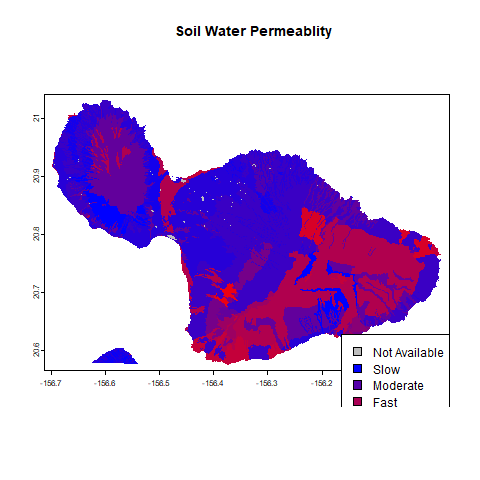 Soil Water Permeablity
21
20.9
20.8
20.7
20.6
-156.7
-156.6
-156.5
-156.4
-156.3
-156.2
Not Available
Slow
Moderate
Fast